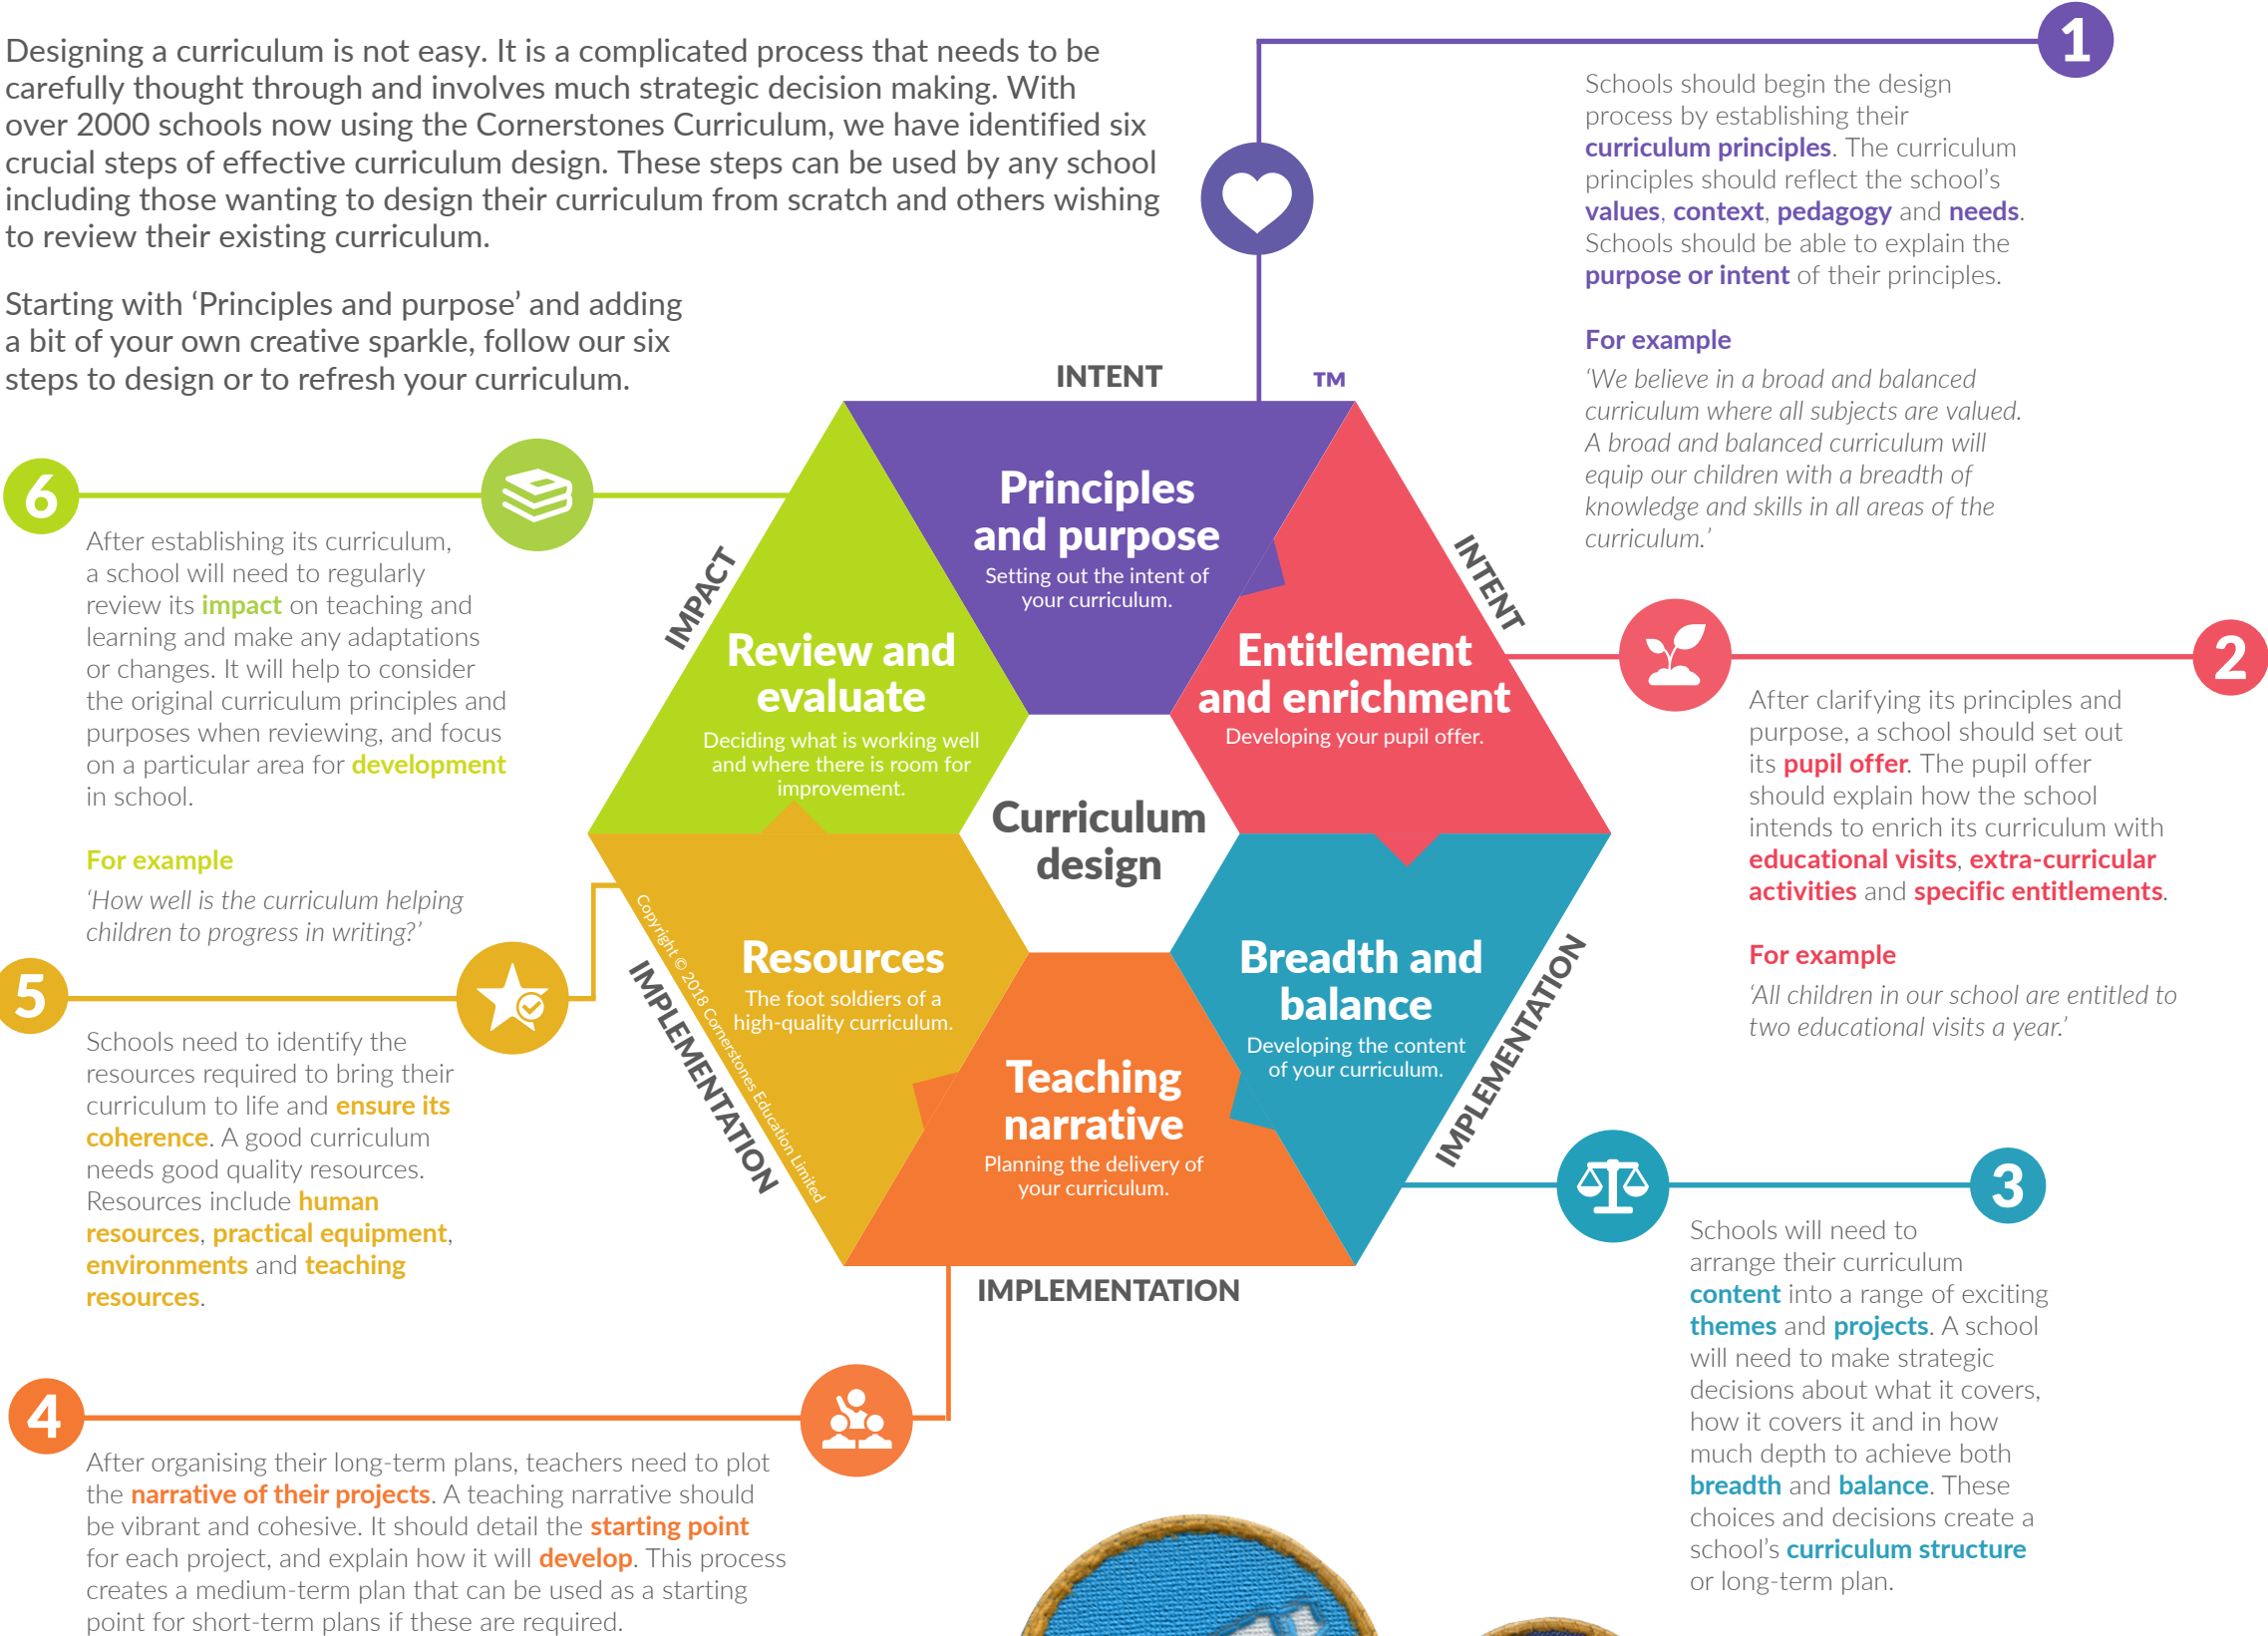 Designing a curriculum is not easy. It is a complicated process that needs to be
carefully thought through and involves much strategic decision making. With
over 2000 schools now using the Cornerstones Curriculum, we have identified six
crucial steps of effective curriculum design. These steps can be used by any school
including those wanting to design their curriculum from scratch and others wishing
to review their existing curriculum.
Starting with ‘Principles and purpose’ and adding
a bit of your own creative sparkle, follow our six
steps to design or to refresh your curriculum.
1
Schools should begin the design
process by establishing their
curriculum principles. The curriculum
principles should reflect the school’s
values, context, pedagogy and needs.
Schools should be able to explain the
purpose or intent of their principles.
For example
‘We believe in a broad and balanced
curriculum where all subjects are valued.
A broad and balanced curriculum will
equip our children with a breadth of
knowledge and skills in all areas of the
curriculum.’
INTENT
TM
Principles
and purpose
Setting out the intent of
your curriculum.
INTENT
Entitlement
and enrichment
Developing your pupil offer.
2
After clarifying its principles and
purpose, a school should set out
its pupil offer. The pupil offer
should explain how the school
intends to enrich its curriculum with
educational visits, extra-curricular
activities and specific entitlements.
For example
‘All children in our school are entitled to
two educational visits a year.’
Curriculum
design
Breadth and
balance
Developing the content
of your curriculum.
IMPLEMENTATION
3
Schools will need to
arrange their curriculum
content into a range of exciting
themes and projects. A school
will need to make strategic
decisions about what it covers,
how it covers it and in how
much depth to achieve both
breadth and balance. These
choices and decisions create a
school’s curriculum structure
or long-term plan.
Teaching
narrative
Planning the delivery of
your curriculum.
IMPLEMENTATION
4
After organising their long-term plans, teachers need to plot
the narrative of their projects. A teaching narrative should
be vibrant and cohesive. It should detail the starting point
for each project, and explain how it will develop. This process
creates a medium-term plan that can be used as a starting
point for short-term plans if these are required.
Resources
The foot soldiers of a
high-quality curriculum.
Copyright © 2018 Cornerstones Education Limited
IMPLEMENTATION
5
Schools need to identify the
resources required to bring their
curriculum to life and ensure its
coherence. A good curriculum
needs good quality resources.
Resources include human
resources, practical equipment,
environments and teaching
resources.
IMPACT
Review and
evaluate
Deciding what is working well
and where there is room for
improvement.
6
After establishing its curriculum,
a school will need to regularly
review its impact on teaching and
learning and make any adaptations
or changes. It will help to consider
the original curriculum principles and
purposes when reviewing, and focus
on a particular area for development
in school.
For example
‘How well is the curriculum helping
children to progress in writing?’